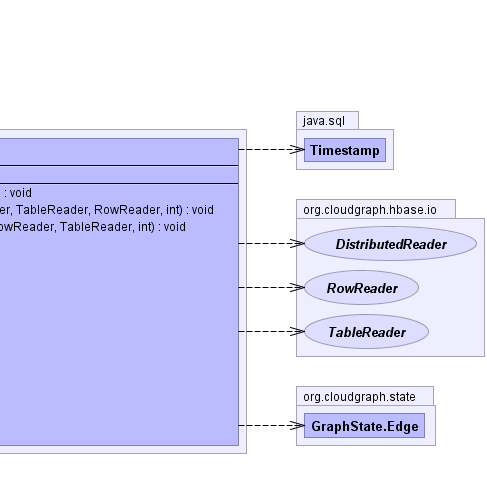 java.sql
Timestamp
) : void
er, TableReader, RowReader, int) : void
owReader, TableReader, int) : void
org.cloudgraph.hbase.io
DistributedReader
RowReader
TableReader
org.cloudgraph.state
GraphState.Edge